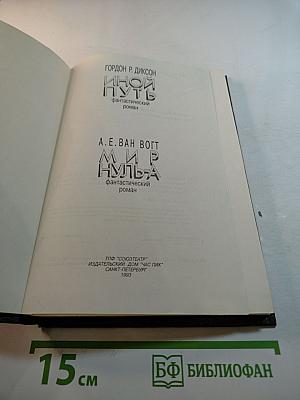 ГОРДОН Р. ДИКСОН
ИНОЙ
ПУТЬ
фантастический
роман
А. Е. ВАН ВОГТ
МИР
НУЛЬ-А
фантастический
роман
ТПФ "СОЮЗТЕАТР"
ИЗДАТЕЛЬСКИЙ ДОМ "ЧАС ПИК"
САНКТ-ПЕТЕРБУРГ
1993
15 см
БФ БИБЛИОФАН